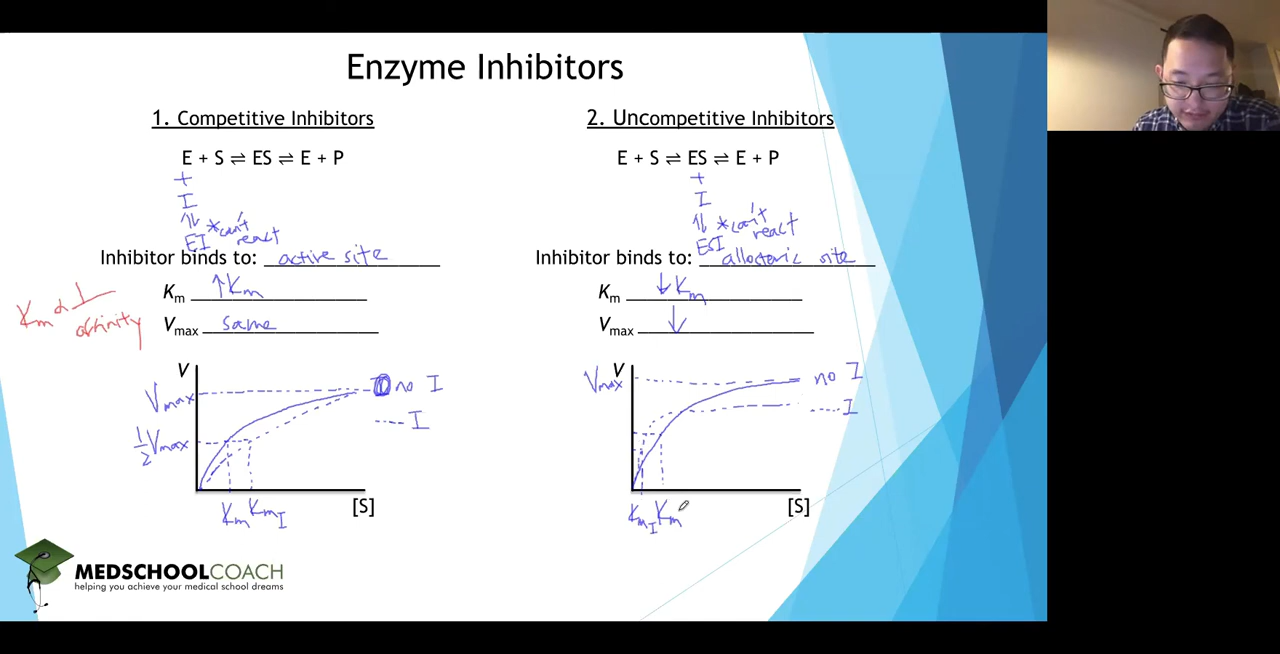 Enzyme Inhibitors
1. Competitive Inhibitors
E + S ⇌ ES ⇌ E + P
+
I
⇅ *can't
react
EI
Inhibitor binds to: active site
Km ↑Km
Vmax same
Km α 1/affinity
V
Vmax
no I
---- I
½Vmax
Km KmI
[S]
2. Uncompetitive Inhibitors
E + S ⇌ ES ⇌ E + P
+
I
⇅ *can't
react
ESI
Inhibitor binds to: allosteric site
Km ↓Km
Vmax ↓
V
Vmax
no I
---- I
KmI Km
[S]
MEDSCHOOLCOACH
helping you achieve your medical school dreams